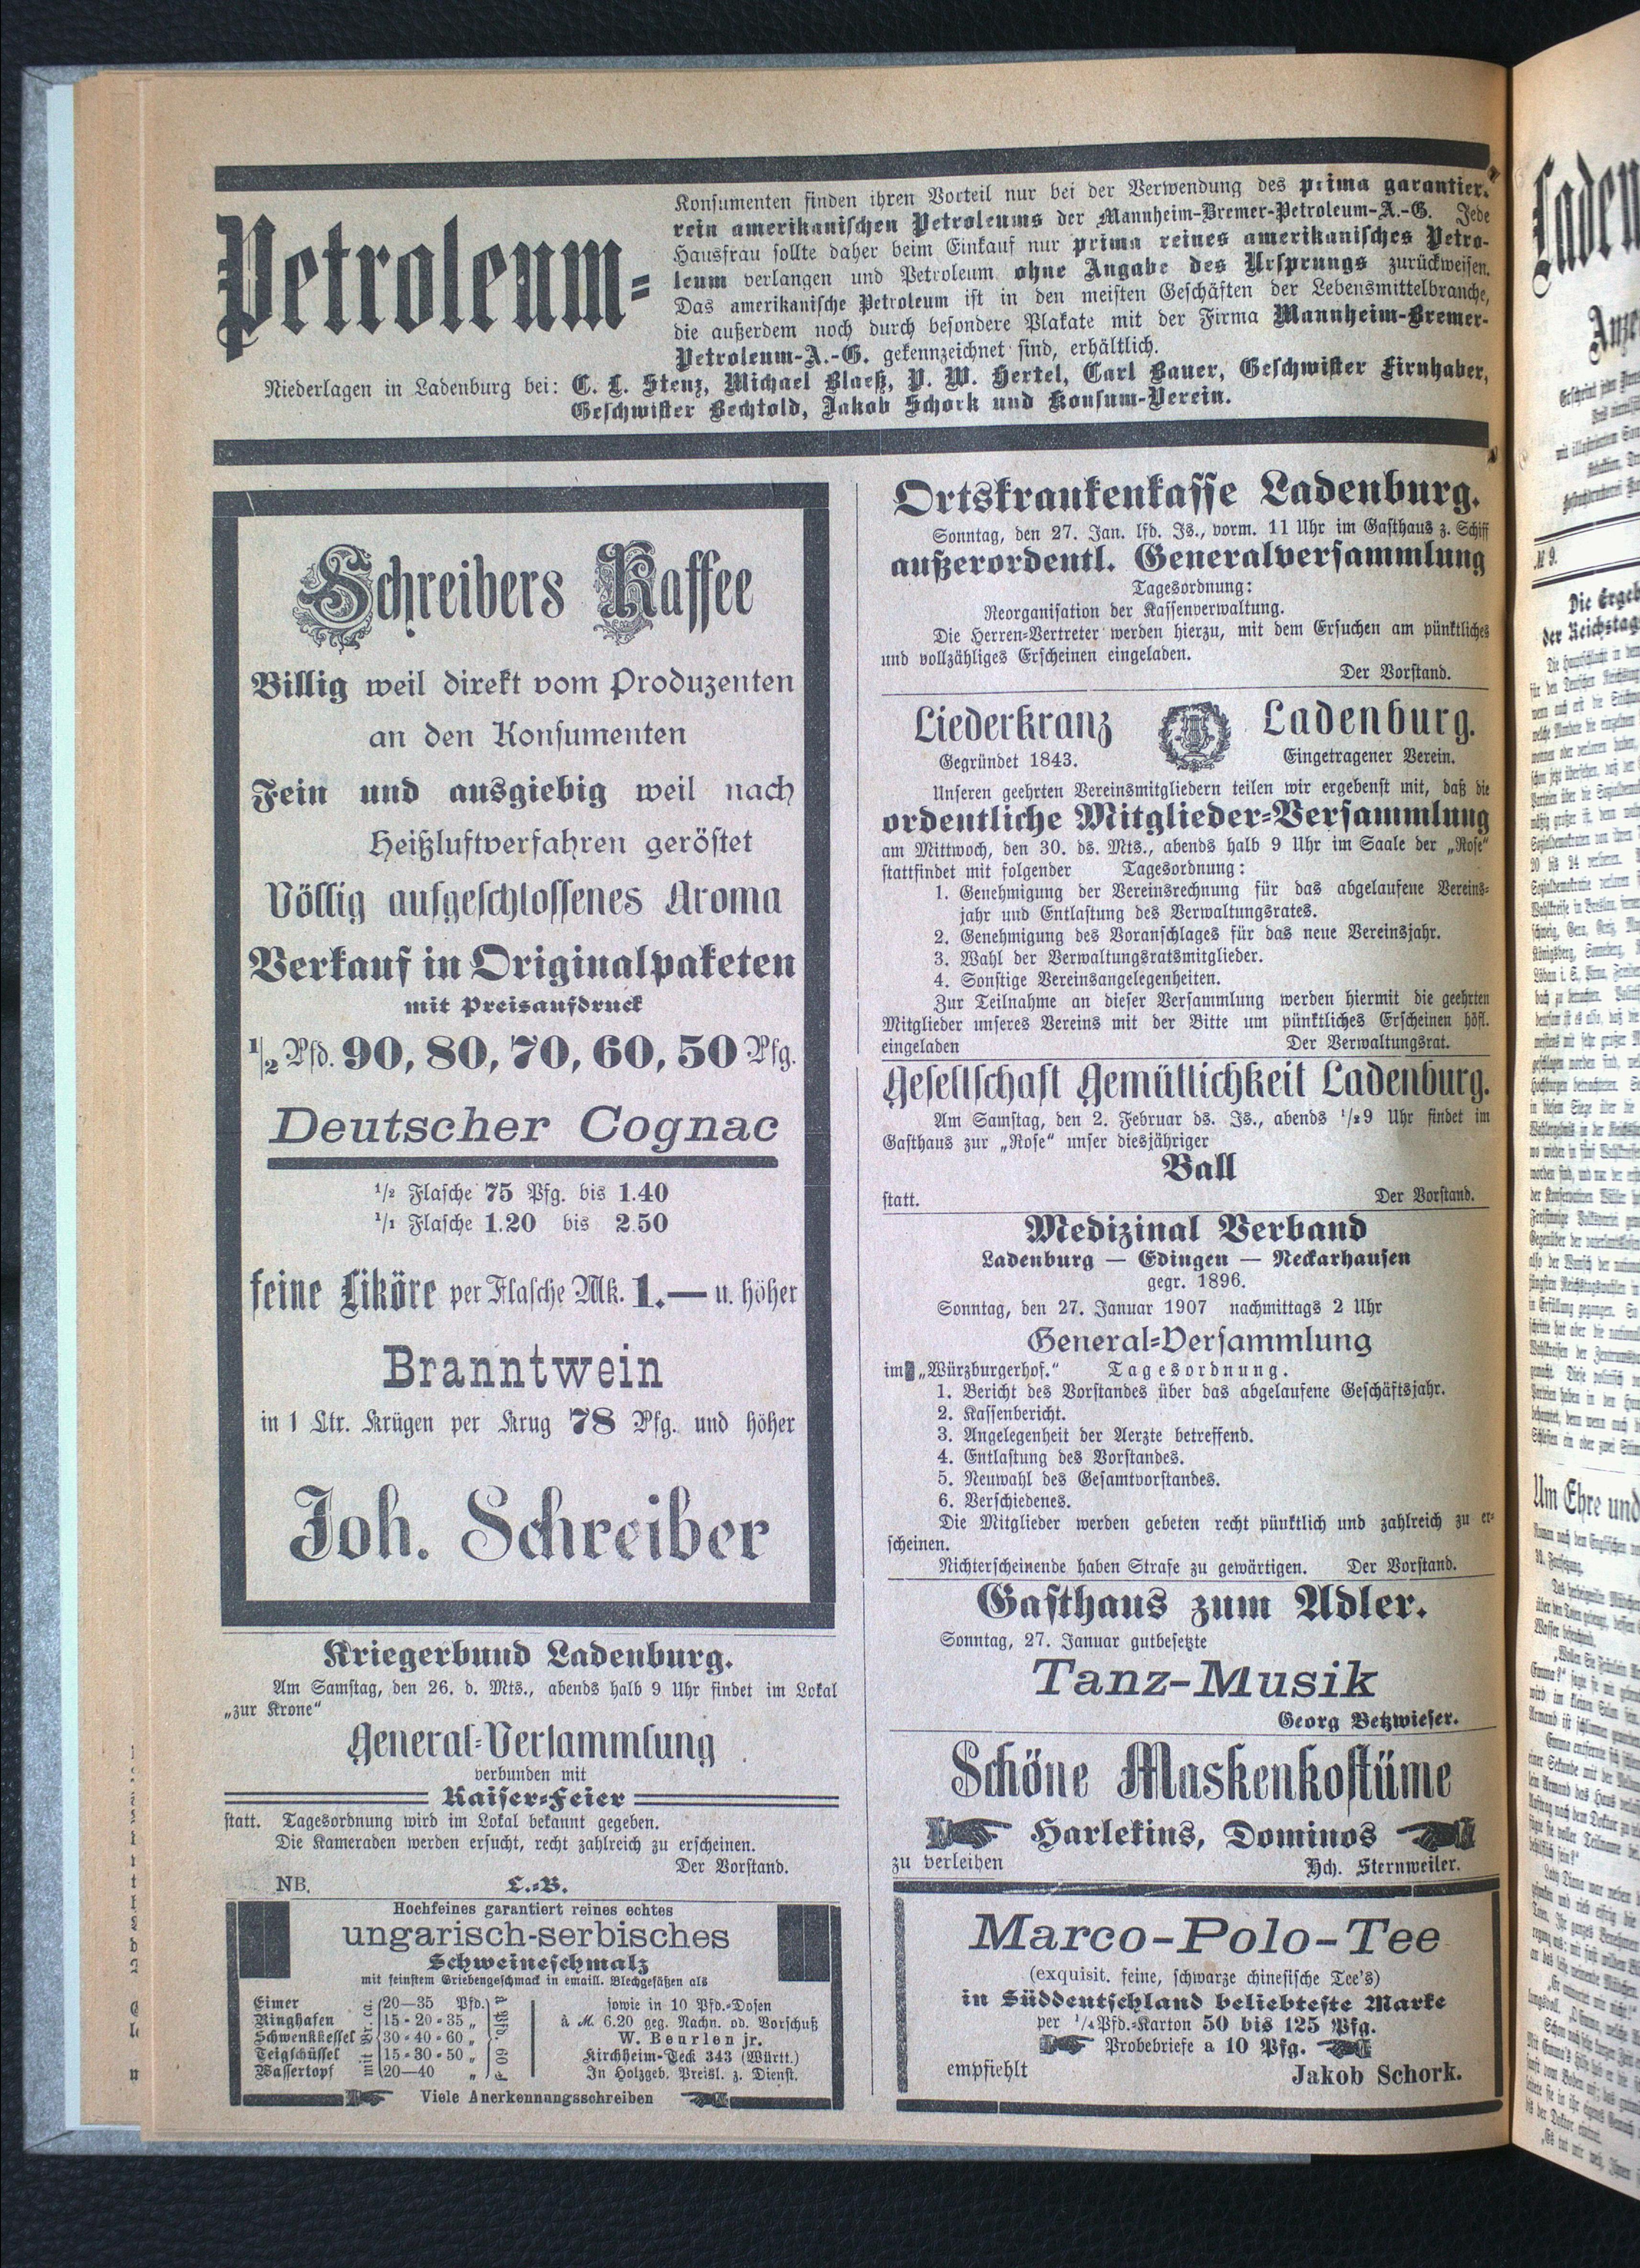 Petroleum-
Konsumenten finden ihren Vorteil nur bei der Verwendung des prima garantiert
rein amerikanischen Petroleums der Mannheim-Bremer-Petroleum-A.-G. Jede
Hausfrau sollte daher beim Einkauf nur prima reines amerikanisches Petro-
leum verlangen und Petroleum ohne Angabe des Ursprungs zurückweisen.
Das amerikanische Petroleum ist in den meisten Geschäften der Lebensmittelbranche,
die außerdem noch durch besondere Plakate mit der Firma Mannheim-Bremer-
Petroleum-A.-G. gekennzeichnet sind, erhältlich.
Niederlagen in Ladenburg bei: C. L. Stenz, Michael Blaeß, P. W. Hertel, Carl Bauer, Geschwister Firnhaber,
Geschwister Bechtold, Jakob Schork und Konsum-Verein.
Schreibers Kaffee
Billig weil direkt vom Produzenten
an den Konsumenten
Fein und ausgiebig weil nach
Heißluftverfahren geröstet
Völlig aufgeschlossenes Aroma
Verkauf in Originalpaketen
mit Preisaufdruck
1/2 Pfd. 90, 80, 70, 60, 50 Pfg.
Deutscher Cognac
1/2 Flasche 75 Pfg. bis 1.40
1/1 Flasche 1.20 bis 2.50
feine Liköre per Flasche Mk. 1.— u. höher
Branntwein
in 1 Ltr. Krügen per Krug 78 Pfg. und höher
Joh. Schreiber
Kriegerbund Ladenburg.
Am Samstag, den 26. d. Mts., abends halb 9 Uhr findet im Lokal
„zur Krone“
General-Versammlung
verbunden mit
Kaiser-Feier
statt. Tagesordnung wird im Lokal bekannt gegeben.
Die Kameraden werden ersucht, recht zahlreich zu erscheinen.
Der Vorstand.
NB. L.-B.
Hochfeines garantiert reines echtes
ungarisch-serbisches
Schweineschmalz
mit feinstem Griebengeschmack in emaill. Blechgefäßen als
Eimer 20—35 Pfd.
Ringhafen 15-20-35 „
Schwenkkessel 30-40-60 „
Teigschüssel 15-30-50 „
Wassertopf 20—40 „
mit Br. ca.
sowie in 10 Pfd.-Dosen
à M. 6.20 geg. Nachn. od. Vorschuß
W. Beurlen jr.
Kirchheim-Teck 343 (Württ.)
In Holzgeb. Preisl. z. Dienst.
Viele Anerkennungsschreiben
Ortskrankenkasse Ladenburg.
Sonntag, den 27. Jan. lfd. Js., vorm. 11 Uhr im Gasthaus z. Schiff
außerordentl. Generalversammlung
Tagesordnung:
Reorganisation der Kassenverwaltung.
Die Herren-Vertreter werden hierzu, mit dem Ersuchen am pünktliches
und vollzähliges Erscheinen eingeladen.
Der Vorstand.
Liederkranz Ladenburg.
Gegründet 1843. Eingetragener Verein.
Unseren geehrten Vereinsmitgliedern teilen wir ergebenst mit, daß die
ordentliche Mitglieder-Versammlung
am Mittwoch, den 30. ds. Mts., abends halb 9 Uhr im Saale der „Rose“
stattfindet mit folgender Tagesordnung:
1. Genehmigung der Vereinsrechnung für das abgelaufene Vereins-
jahr und Entlastung des Verwaltungsrates.
2. Genehmigung des Voranschlages für das neue Vereinsjahr.
3. Wahl der Verwaltungsratsmitglieder.
4. Sonstige Vereinsangelegenheiten.
Zur Teilnahme an dieser Versammlung werden hiermit die geehrten
Mitglieder unseres Vereins mit der Bitte um pünktliches Erscheinen höfl.
eingeladen Der Verwaltungsrat.
Gesellschaft Gemütlichkeit Ladenburg.
Am Samstag, den 2. Februar ds. Js., abends 1/29 Uhr findet im
Gasthaus zur „Rose“ unser diesjähriger
Ball
statt. Der Vorstand.
Medizinal Verband
Ladenburg — Edingen — Neckarhausen
gegr. 1896.
Sonntag, den 27. Januar 1907 nachmittags 2 Uhr
General-Versammlung
im „Würzburgerhof.“ Tagesordnung.
1. Bericht des Vorstandes über das abgelaufene Geschäftsjahr.
2. Kassenbericht.
3. Angelegenheit der Aerzte betreffend.
4. Entlastung des Vorstandes.
5. Neuwahl des Gesamtvorstandes.
6. Verschiedenes.
Die Mitglieder werden gebeten recht pünktlich und zahlreich zu er-
scheinen.
Nichterscheinende haben Strafe zu gewärtigen. Der Vorstand.
Gasthaus zum Adler.
Sonntag, 27. Januar gutbesetzte
Tanz-Musik
Georg Betzwieser.
Schöne Maskenkostüme
Harlekins, Dominos
zu verleihen Hch. Sternweiler.
Marco-Polo-Tee
(exquisit. feine, schwarze chinesische Tee's)
in Süddeutschland beliebteste Marke
per 1/4 Pfd.-Karton 50 bis 125 Pfg.
Probebriefe a 10 Pfg.
empfiehlt Jakob Schork.
Laden
№ 9.
Um Ehre und